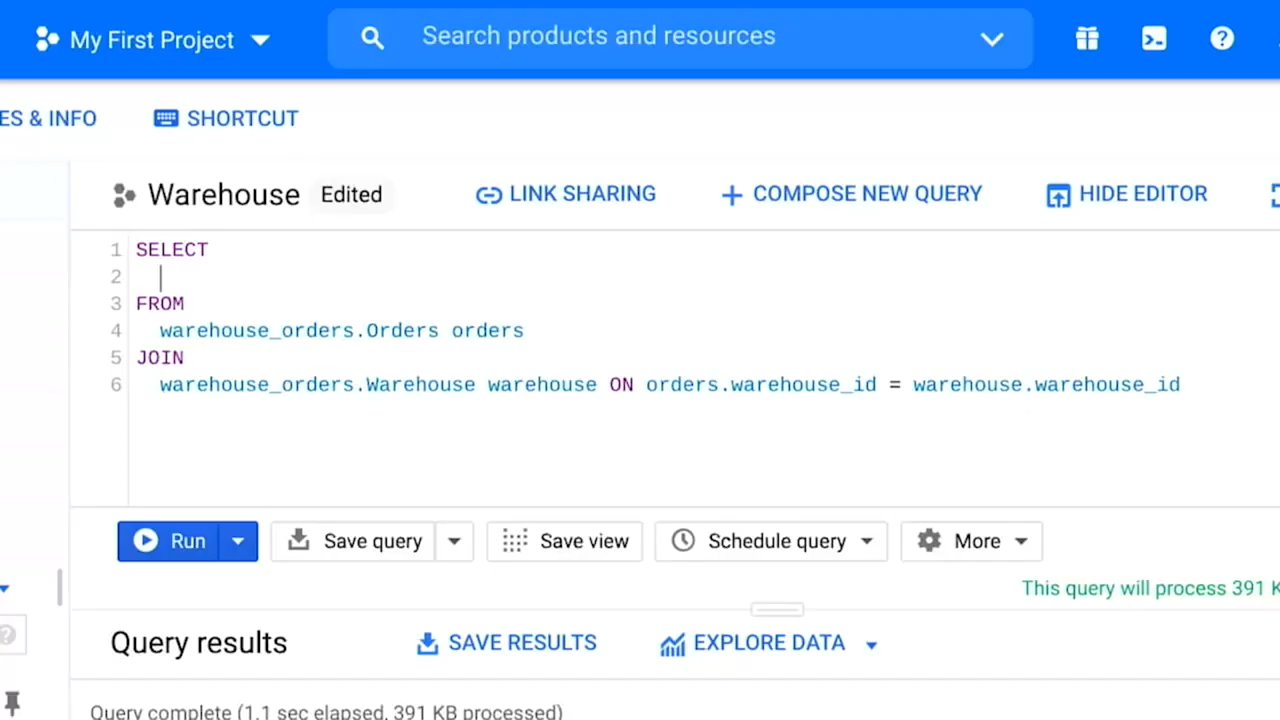 My First Project
Search products and resources
ES & INFO
SHORTCUT
Warehouse
Edited
LINK SHARING
COMPOSE NEW QUERY
HIDE EDITOR
1 SELECT
2
3 FROM
4 warehouse_orders.Orders orders
5 JOIN
6 warehouse_orders.Warehouse warehouse ON orders.warehouse_id = warehouse.warehouse_id
Run
Save query
Save view
Schedule query
More
This query will process 391 K
Query results
SAVE RESULTS
EXPLORE DATA
Query complete (1.1 sec elapsed, 391 KB processed)